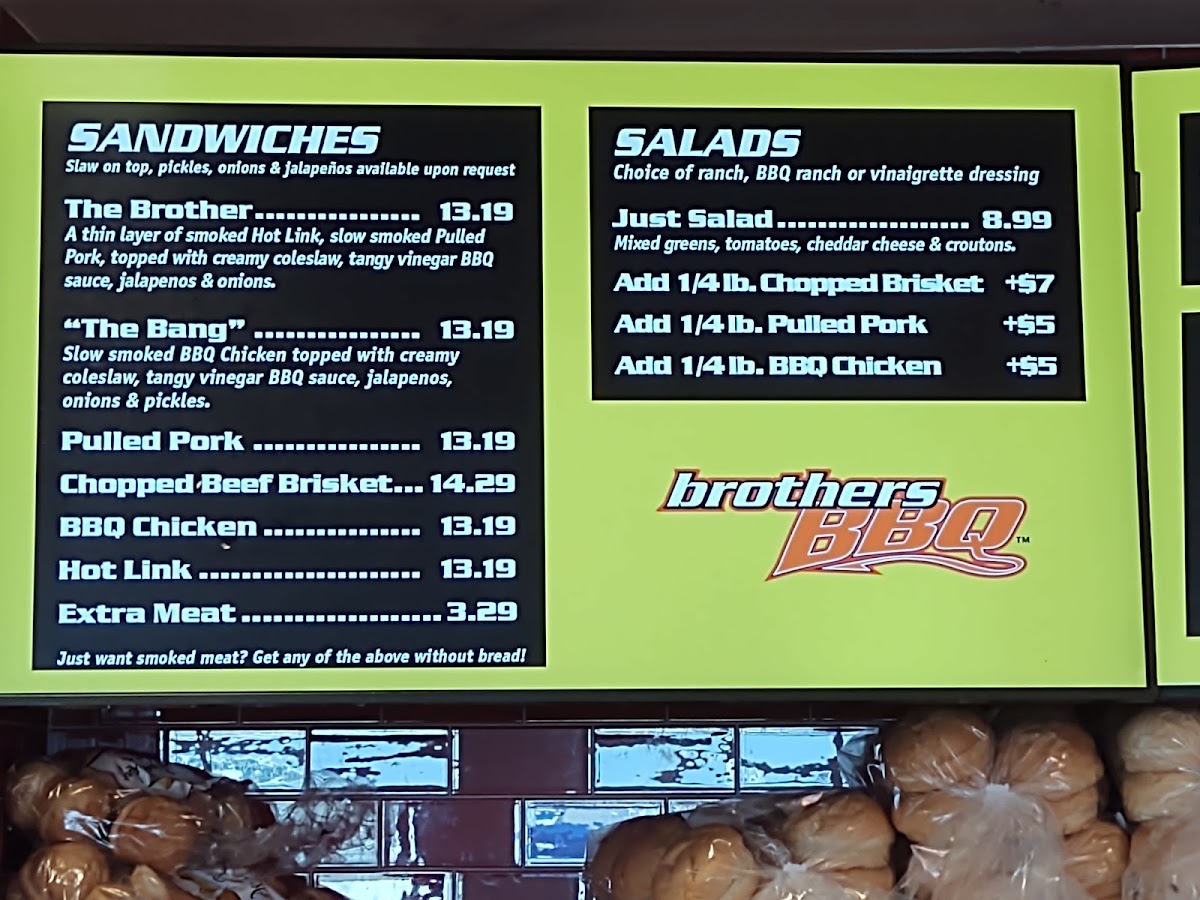 SANDWICHES
Slaw on top, pickles, onions & jalapeños available upon request
The Brother................ 13.19
A thin layer of smoked Hot Link, slow smoked Pulled
Pork, topped with creamy coleslaw, tangy vinegar BBQ
sauce, jalapenos & onions.
“The Bang” ................ 13.19
Slow smoked BBQ Chicken topped with creamy
coleslaw, tangy vinegar BBQ sauce, jalapenos,
onions & pickles.
Pulled Pork ................ 13.19
Chopped Beef Brisket... 14.29
BBQ Chicken ............... 13.19
Hot Link ..................... 13.19
Extra Meat................... 3.29
Just want smoked meat? Get any of the above without bread!
SALADS
Choice of ranch, BBQ ranch or vinaigrette dressing
Just Salad................... 8.99
Mixed greens, tomatoes, cheddar cheese & croutons.
Add 1/4 lb. Chopped Brisket +$7
Add 1/4 lb. Pulled Pork +$5
Add 1/4 lb. BBQ Chicken +$5
brothers
BBQ™